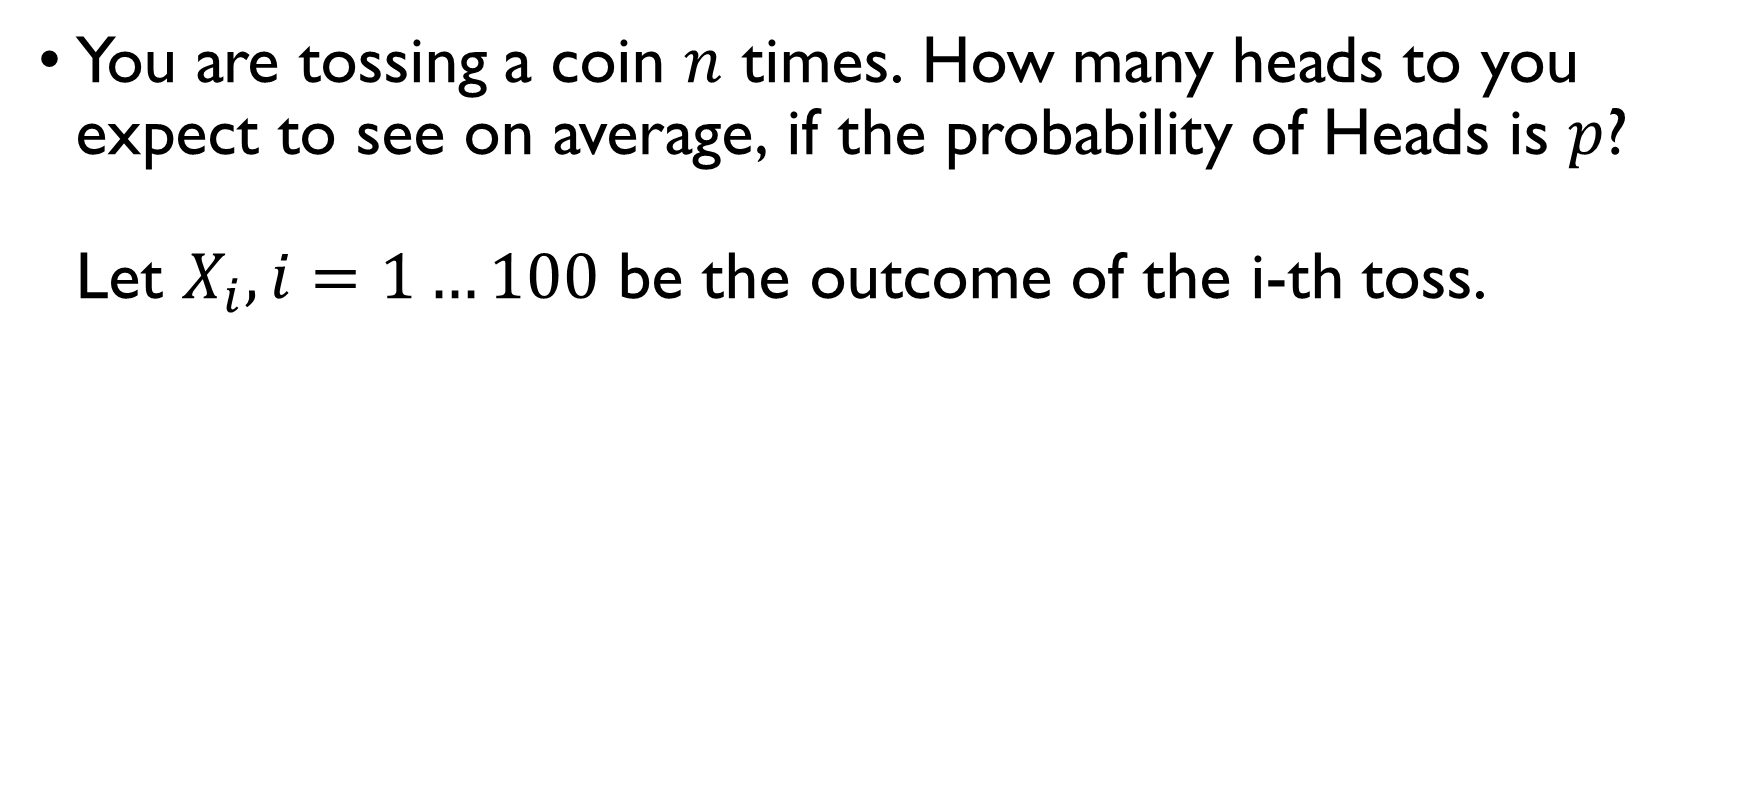 • You are tossing a coin n times. How many heads to you
expect to see on average, if the probability of Heads is p?
Let Xᵢ, i = 1 … 100 be the outcome of the i-th toss.